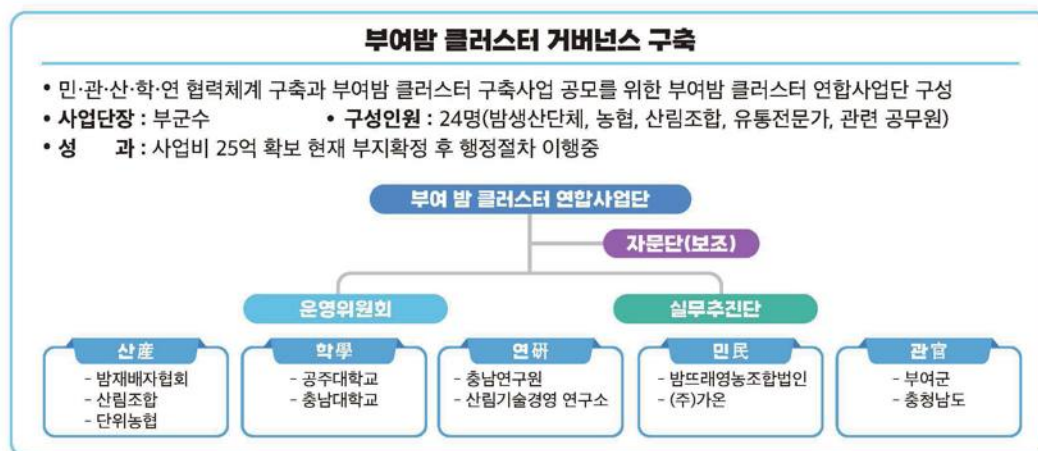 부여밤 클러스터 거버넌스 구축
• 민·관·산·학·연 협력체계 구축과 부여밤 클러스터 구축사업 공모를 위한 부여밤 클러스터 연합사업단 구성
• 사업단장 : 부군수 • 구성인원 : 24명(밤생산단체, 농협, 산림조합, 유통전문가, 관련 공무원)
• 성 과 : 사업비 25억 확보 현재 부지확정 후 행정절차 이행중
부여 밤 클러스터 연합사업단
자문단(보조)
운영위원회
실무추진단
산産
- 밤재배자협회
- 산림조합
- 단위농협
학學
- 공주대학교
- 충남대학교
연硏
- 충남연구원
- 산림기술경영 연구소
민民
- 밤뜨래영농조합법인
- (주)가온
관官
- 부여군
- 충청남도